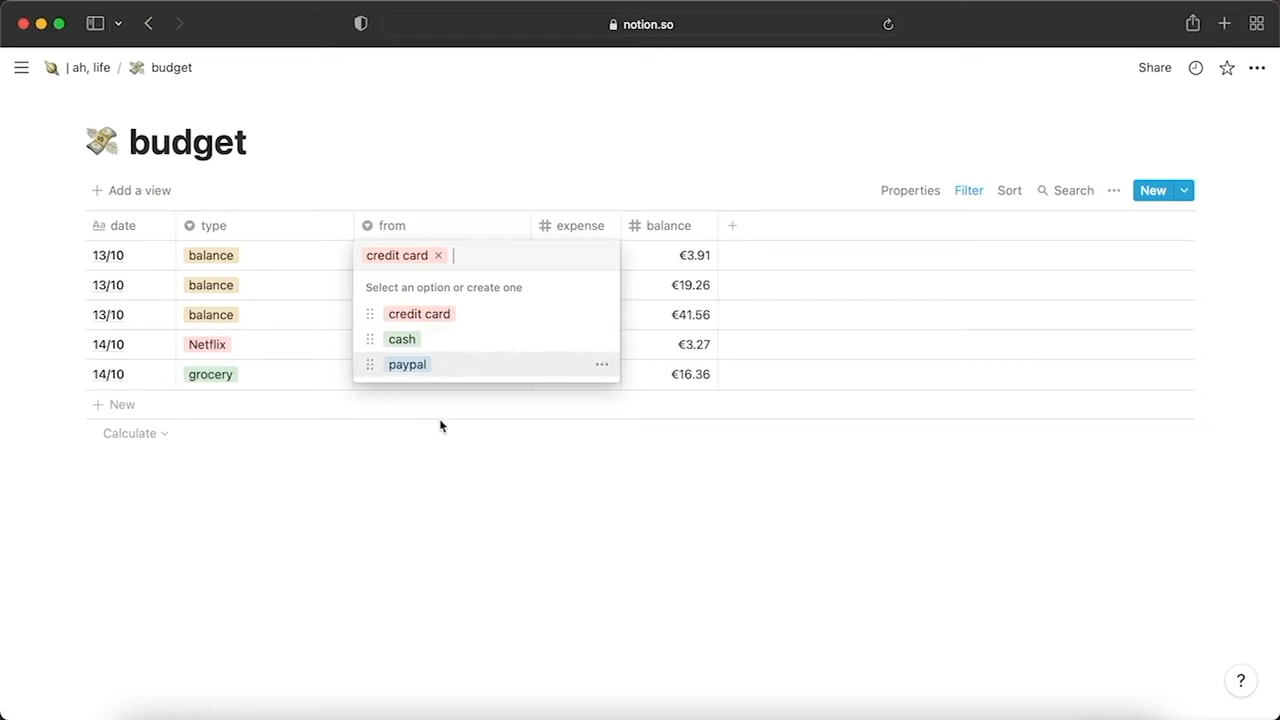 notion.so
| ah, life / budget
Share
budget
Add a view
Properties Filter Sort Search New
Aa date type from expense balance
13/10 balance credit card €3.91
13/10 balance Select an option or create one €19.26
13/10 balance credit card €41.56
14/10 Netflix cash €3.27
14/10 grocery paypal €16.36
New
Calculate
?